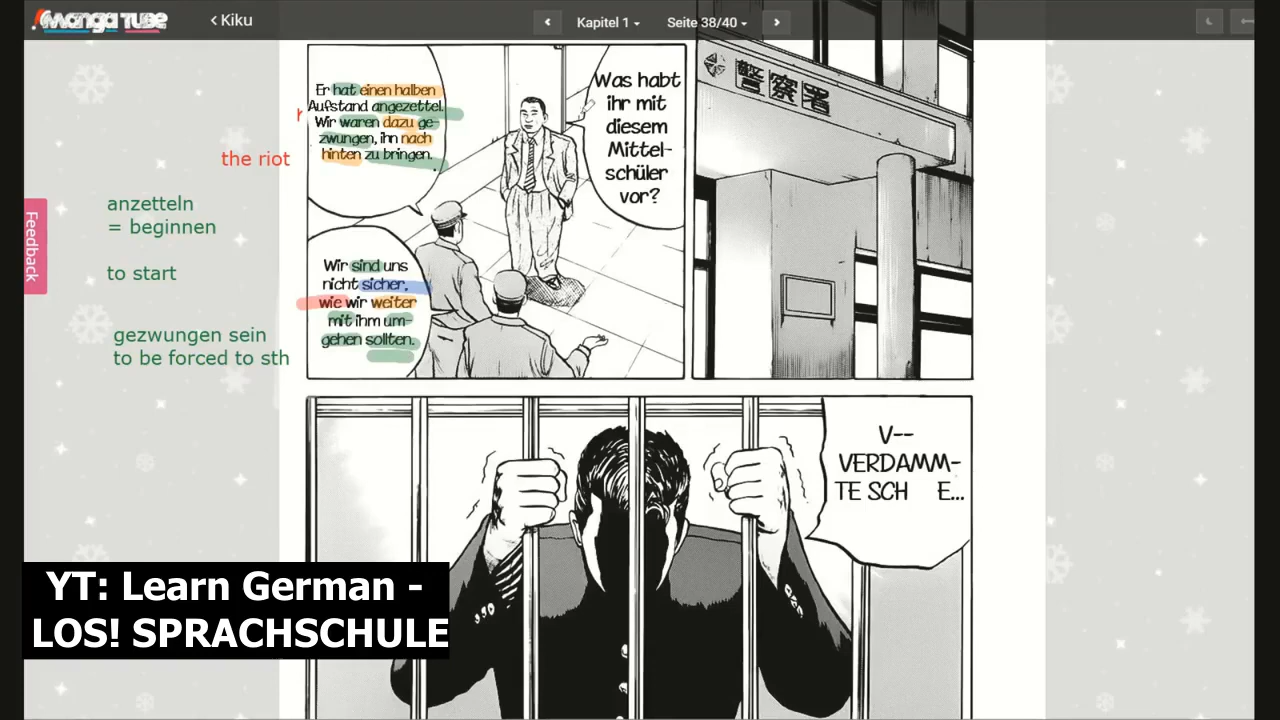 MANGA TUBE
Kiku
Kapitel 1
Seite 38/40
Was habt
ihr mit
diesem
Mittel-
schüler
vor?
警察署
Er hat einen halben
Aufstand angezettel.
Wir waren dazu ge-
zwungen, ihn nach
hinten zu bringen.
the riot
anzetteln
= beginnen
to start
gezwungen sein
to be forced to sth
Feedback
Wir sind uns
nicht sicher,
wie wir weiter
mit ihm um-
gehen sollten.
V--
VERDAMM-
TE SCH E...
YT: Learn German -
LOS! SPRACHSCHULE